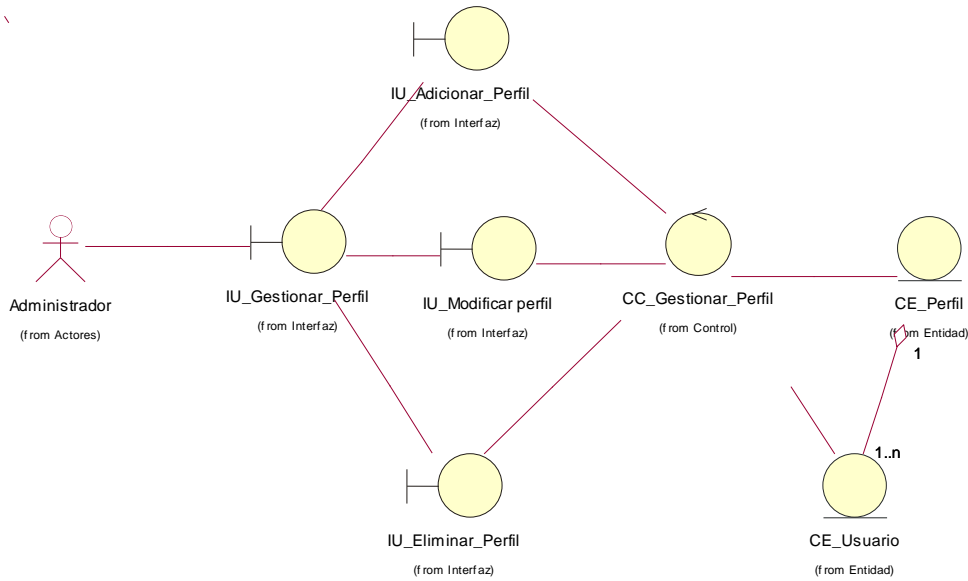 IU_Adicionar_Perfil
(from Interfaz)
Administrador
(from Actores)
IU_Gestionar_Perfil
(from Interfaz)
IU_Modificar perfil
(from Interfaz)
CC_Gestionar_Perfil
(from Control)
CE_Perfil
(from Entidad)
1
1..n
IU_Eliminar_Perfil
(from Interfaz)
CE_Usuario
(from Entidad)